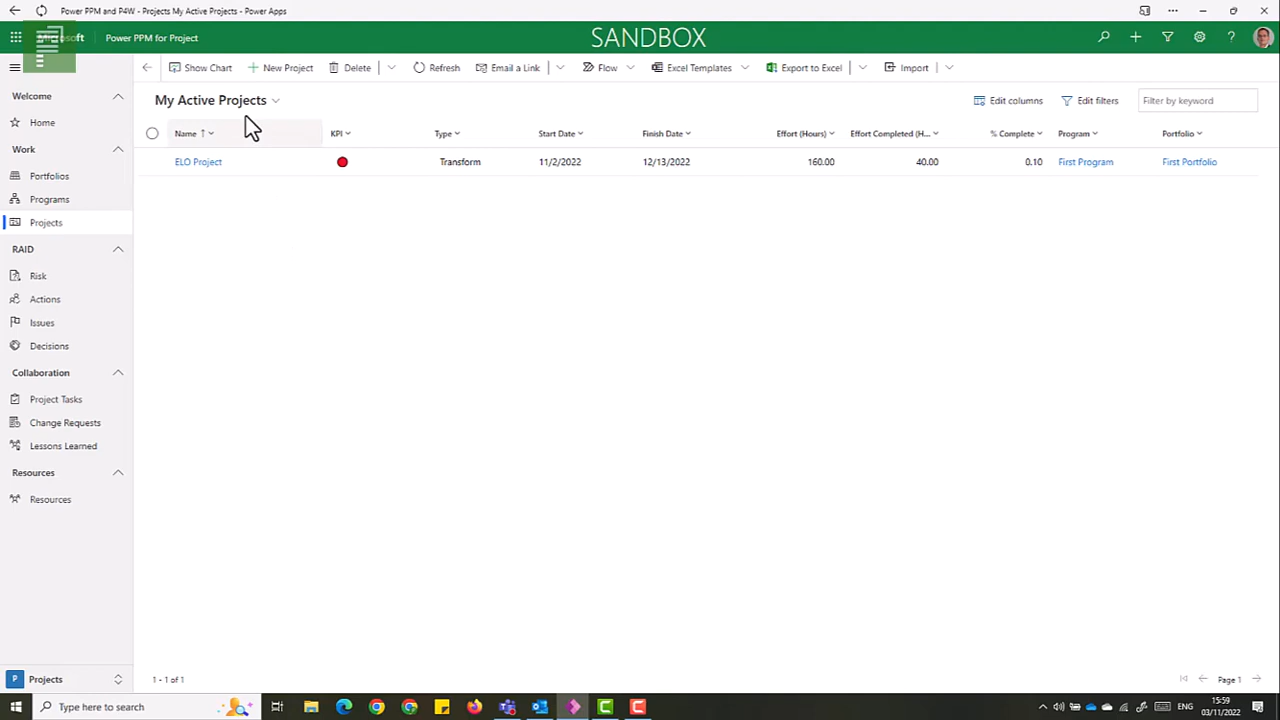 Power PPM and P4W - Projects My Active Projects - Power Apps
Power PPM for Project
SANDBOX
Show Chart
New Project
Delete
Refresh
Email a Link
Flow
Excel Templates
Export to Excel
Import
Welcome
Home
Work
Portfolios
Programs
Projects
RAID
Risk
Actions
Issues
Decisions
Collaboration
Project Tasks
Change Requests
Lessons Learned
Resources
Resources
Projects
My Active Projects
Edit columns
Edit filters
Filter by keyword
Name ↑ KPI Type Start Date Finish Date Effort (Hours) Effort Completed (H... % Complete Program Portfolio
ELO Project Transform 11/2/2022 12/13/2022 160.00 40.00 0.10 First Program First Portfolio
1 - 1 of 1
Page 1
Type here to search
ENG
15:59
03/11/2022